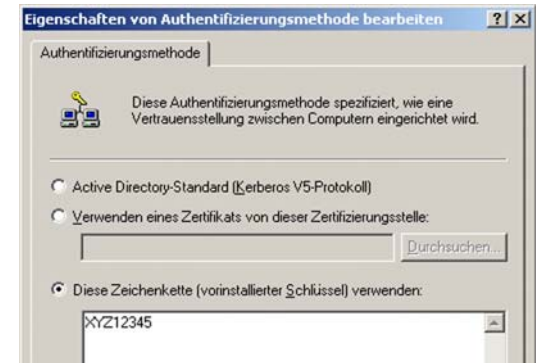 Eigenschaften von Authentifizierungsmethode bearbeiten
Authentifizierungsmethode
Diese Authentifizierungsmethode spezifiziert, wie eine
Vertrauensstellung zwischen Computern eingerichtet wird.
Active Directory-Standard (Kerberos V5-Protokoll)
Verwenden eines Zertifikats von dieser Zertifizierungsstelle:
Durchsuchen...
Diese Zeichenkette (vorinstallierter Schlüssel) verwenden:
XYZ12345